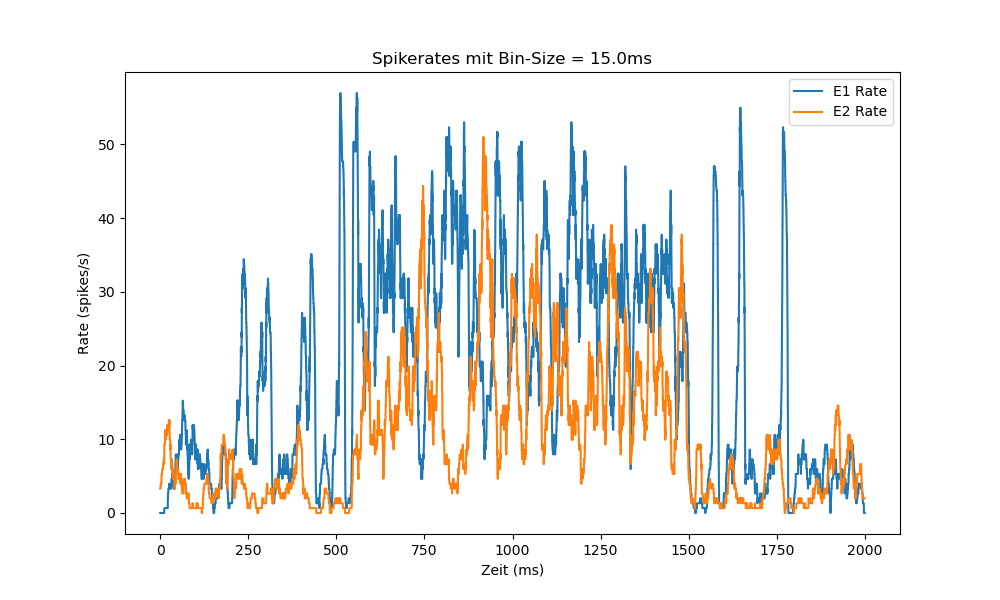 Spikerates mit Bin-Size = 15.0ms
E1 Rate
E2 Rate
50
40
30
20
10
0
Rate (spikes/s)
0 250 500 750 1000 1250 1500 1750 2000
Zeit (ms)